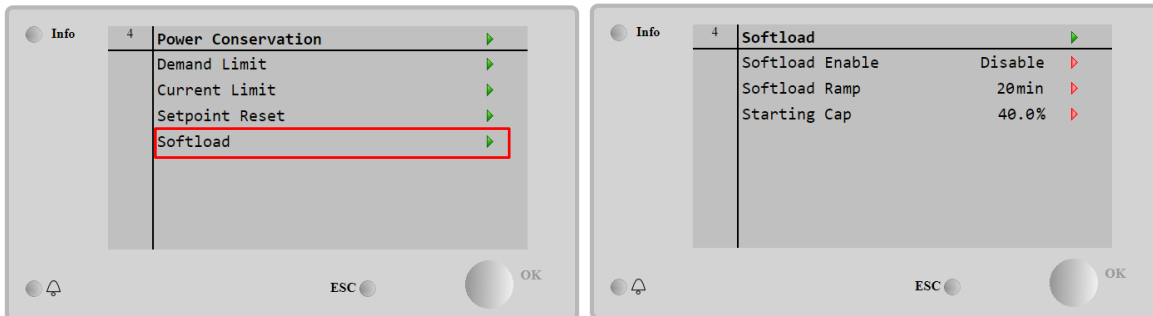 Info
4 Power Conservation
Demand Limit
Current Limit
Setpoint Reset
Softload
ESC
OK
Info
4 Softload
Softload Enable Disable
Softload Ramp 20min
Starting Cap 40.0%
ESC
OK